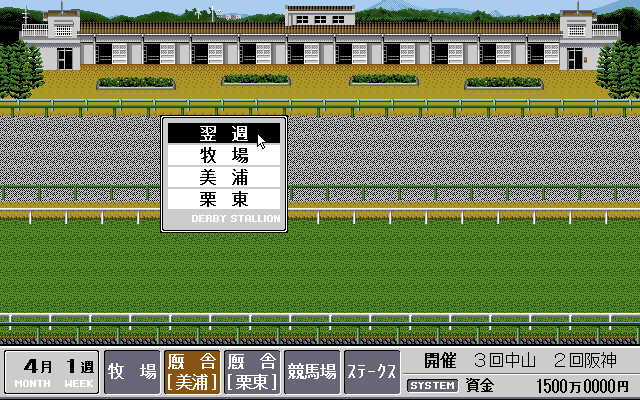 翌週
牧場
美浦
栗東
DERBY STALLION
4月 1週
MONTH WEEK
牧場
厩舎
[美浦]
厩舎
[栗東]
競馬場
ステークス
開催 3回中山 2回阪神
SYSTEM 資金 1500万0000円